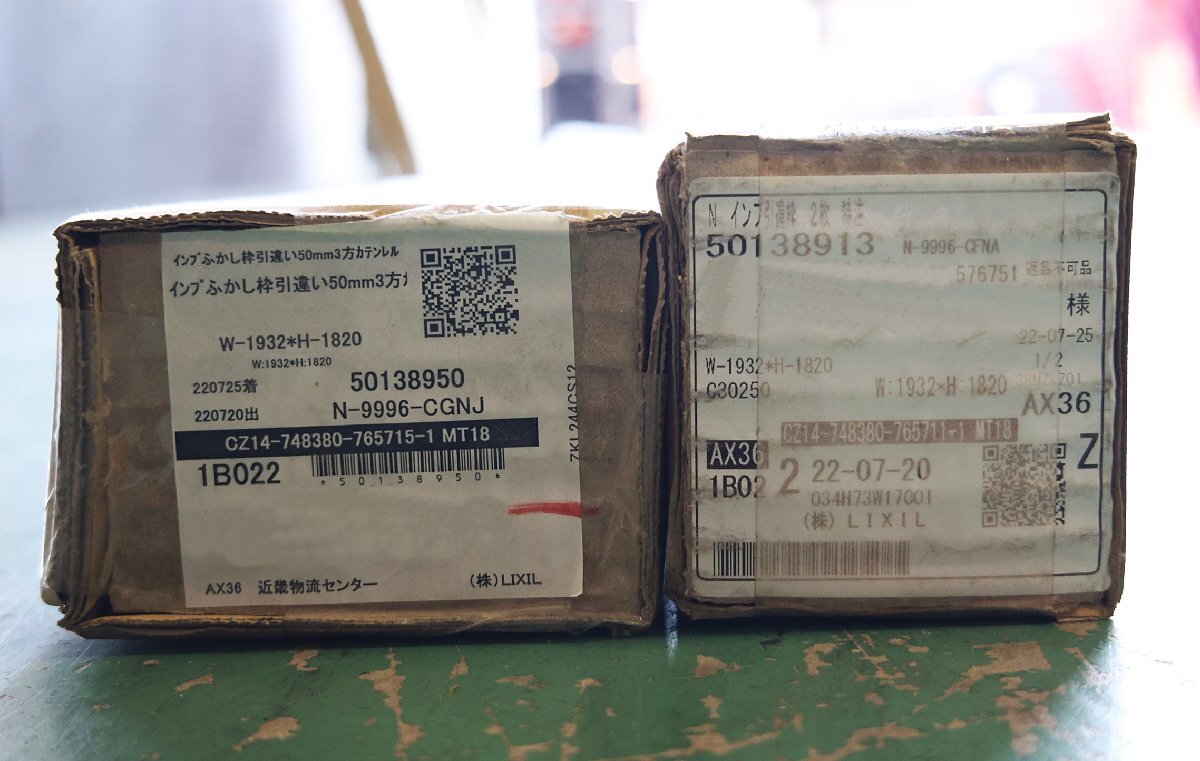 インプふかし枠引違い50mm3方カテンレル
インプふかし枠引違い50mm3方
W-1932*H-1820
W:1932*H:1820
220725着
50138950
220720出
N-9996-CGNJ
CZ14-748380-765715-1 MT18
1B022
*50138950*
AX36 近畿物流センター
(株)LIXIL
ZKL244CS12
N インプ引違枠 2枚 特注
50138913 N-9996-CFNA
576751 返品不可品
様
22-07-25
W-1932*H-1820
1/2
C30250
W:1932*H:1820
AX36
CZ14-748380-765711-1 MT18
AX36
Z
1B02
2 22-07-20
034H73W17001
(株) LIXIL